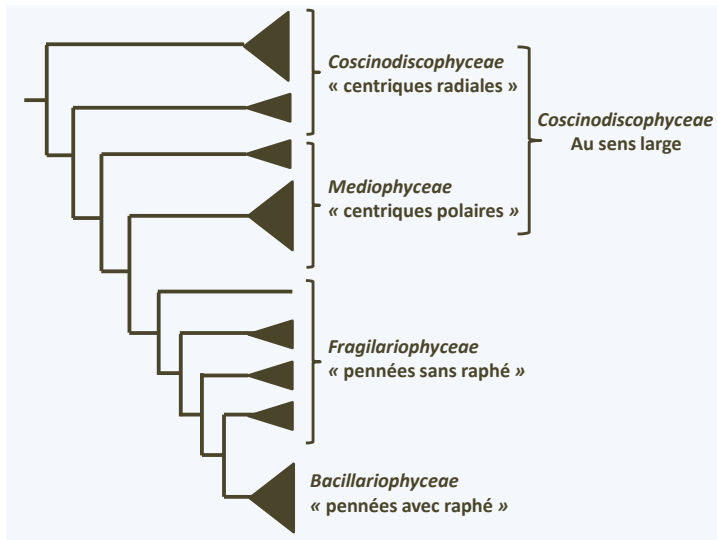 Coscinodiscophyceae
« centriques radiales »
Coscinodiscophyceae
Au sens large
Mediophyceae
« centriques polaires »
Fragilariophyceae
« pennées sans raphé »
Bacillariophyceae
« pennées avec raphé »